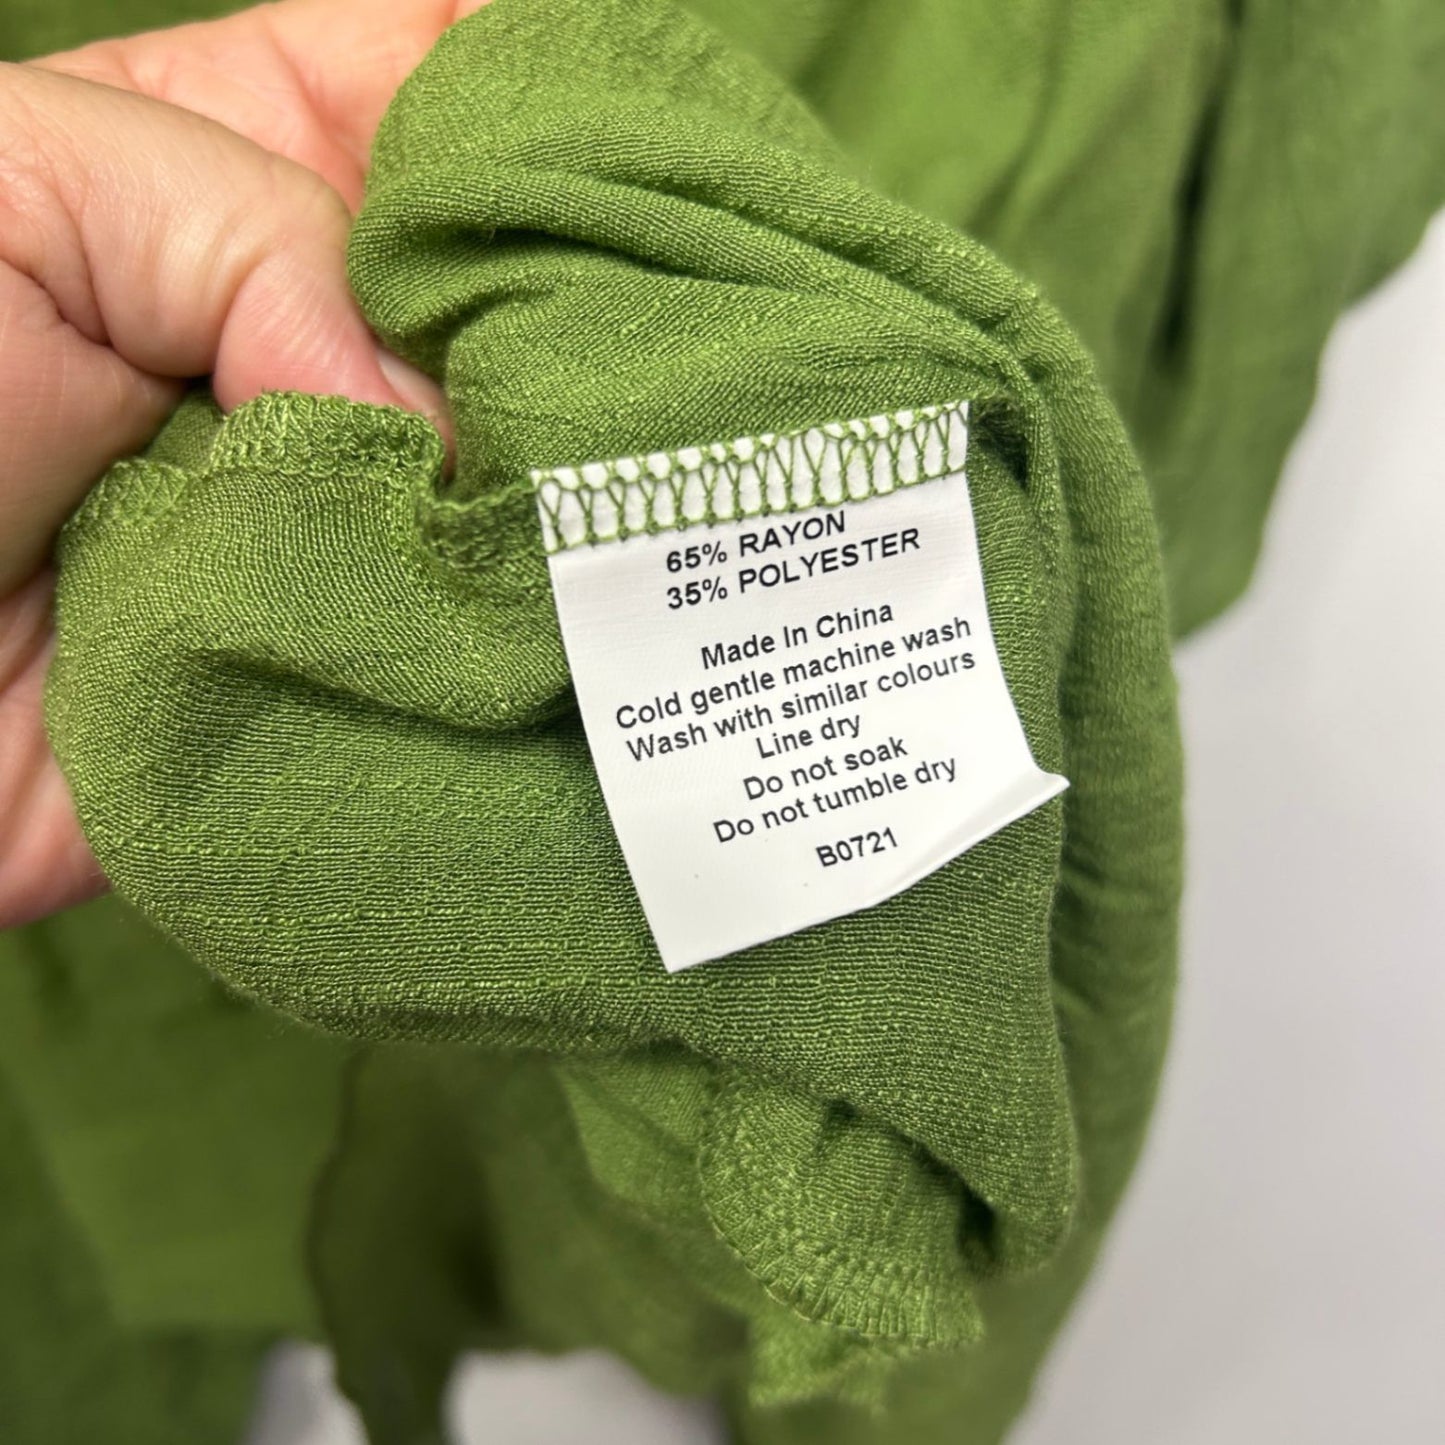 65% RAYON
35% POLYESTER
Made In China
Cold gentle machine wash
Wash with similar colours
Line dry
Do not soak
Do not tumble dry
B0721